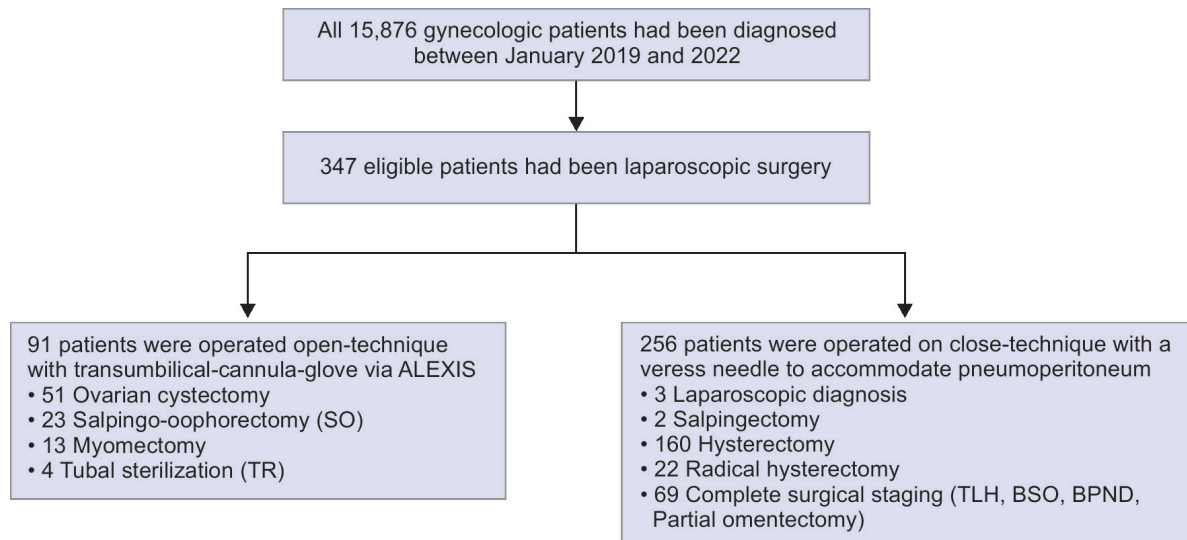 All 15,876 gynecologic patients had been diagnosed
between January 2019 and 2022
347 eligible patients had been laparoscopic surgery
91 patients were operated open-technique
with transumbilical-cannula-glove via ALEXIS
• 51 Ovarian cystectomy
• 23 Salpingo-oophorectomy (SO)
• 13 Myomectomy
• 4 Tubal sterilization (TR)
256 patients were operated on close-technique with a
veress needle to accommodate pneumoperitoneum
• 3 Laparoscopic diagnosis
• 2 Salpingectomy
• 160 Hysterectomy
• 22 Radical hysterectomy
• 69 Complete surgical staging (TLH, BSO, BPND,
Partial omentectomy)